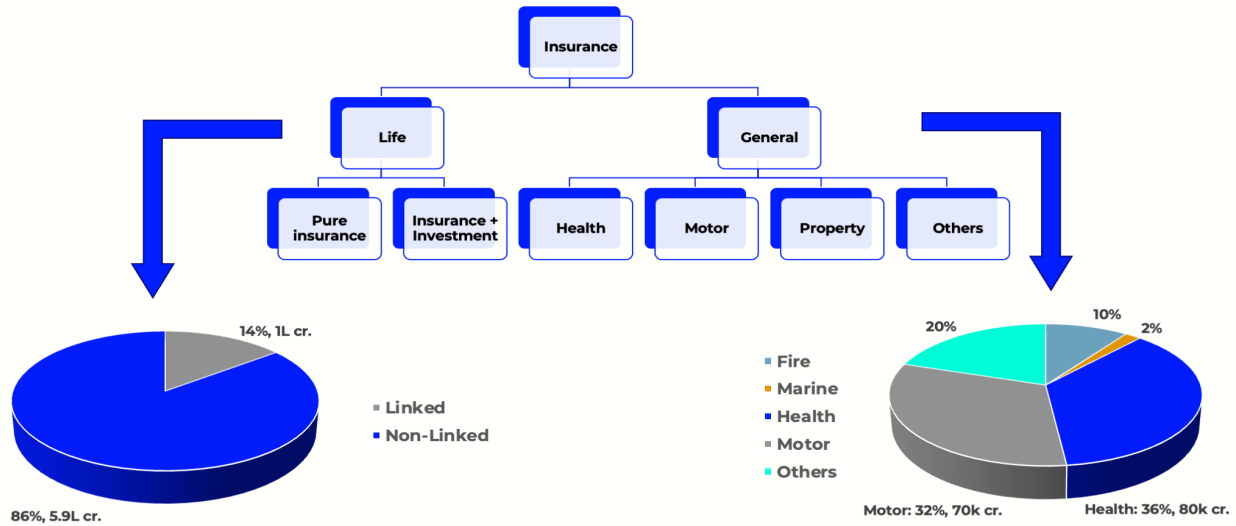 Insurance
Life
General
Pure
insurance
Insurance +
Investment
Health
Motor
Property
Others
14%, 1L cr.
Linked
Non-Linked
86%, 5.9L cr.
10%
2%
20%
Fire
Marine
Health
Motor
Others
Motor: 32%, 70k cr.
Health: 36%, 80k cr.